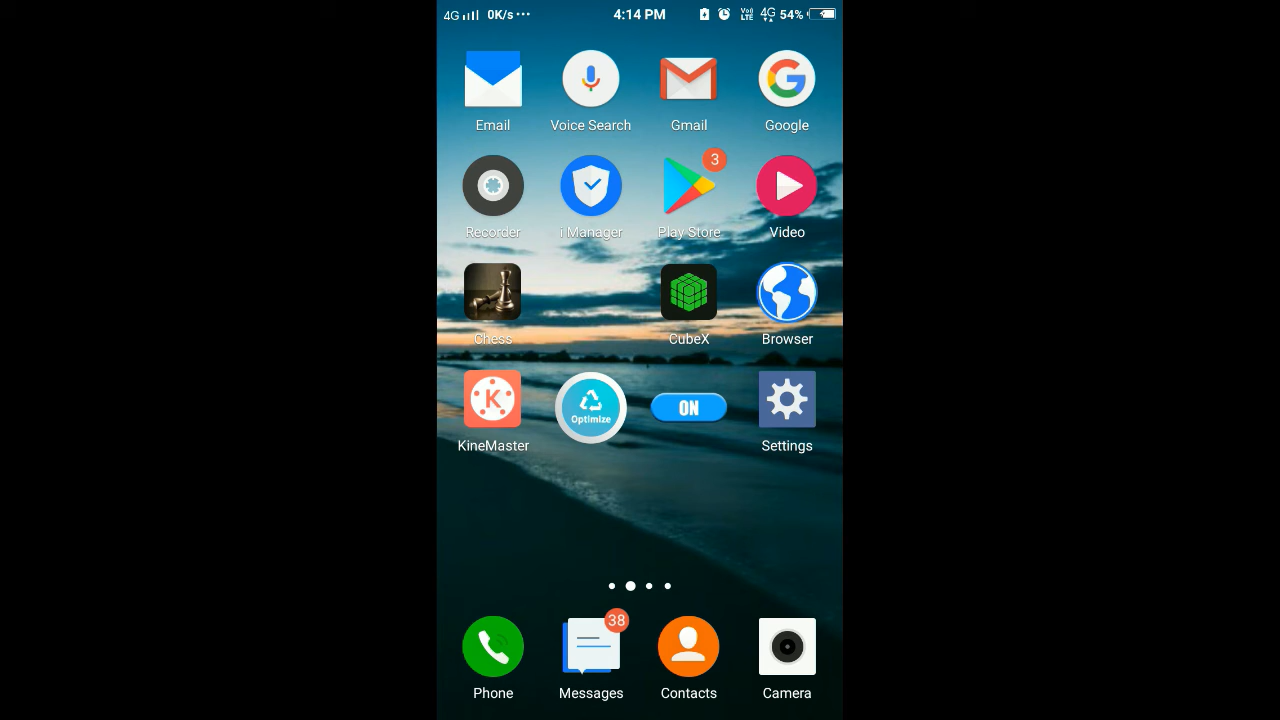 4G 0K/s ··· 4:14 PM VoII LTE 4G 54%
Email Voice Search Gmail Google
3
Recorder i Manager Play Store Video
Chess CubeX Browser
K Optimize ON
KineMaster Settings
38
Phone Messages Contacts Camera